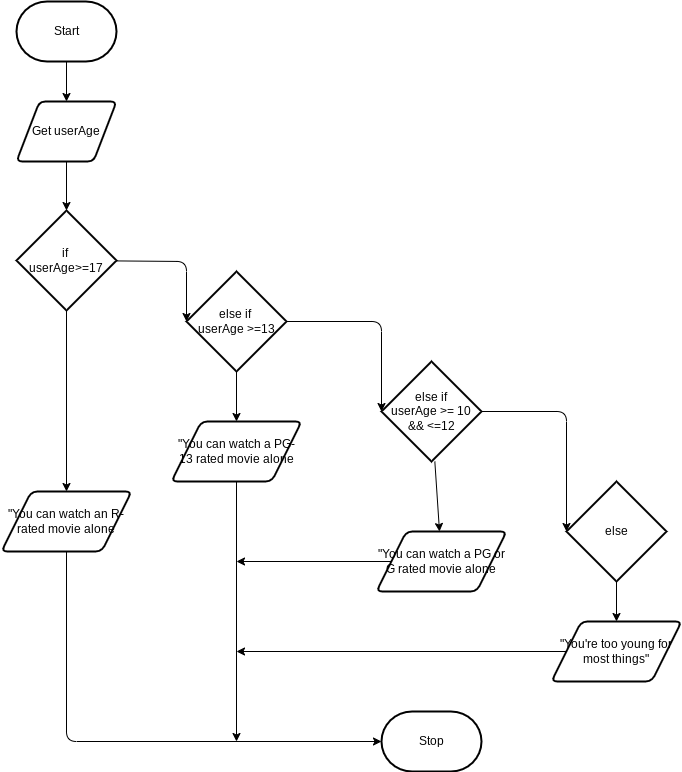 Start
Get userAge
if
userAge>=17
else if
userAge >=13
else if
userAge >= 10
&& <=12
"You can watch a PG-
13 rated movie alone
"You can watch an R-
rated movie alone
else
"You can watch a PG or
G rated movie alone
"You're too young for
most things"
Stop